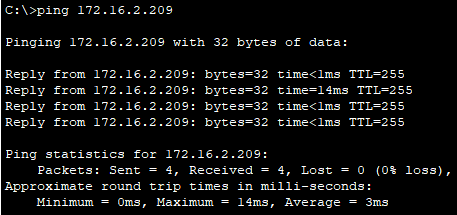 C:\>ping 172.16.2.209
Pinging 172.16.2.209 with 32 bytes of data:
Reply from 172.16.2.209: bytes=32 time<1ms TTL=255
Reply from 172.16.2.209: bytes=32 time=14ms TTL=255
Reply from 172.16.2.209: bytes=32 time<1ms TTL=255
Reply from 172.16.2.209: bytes=32 time<1ms TTL=255
Ping statistics for 172.16.2.209:
    Packets: Sent = 4, Received = 4, Lost = 0 (0% loss),
Approximate round trip times in milli-seconds:
    Minimum = 0ms, Maximum = 14ms, Average = 3ms